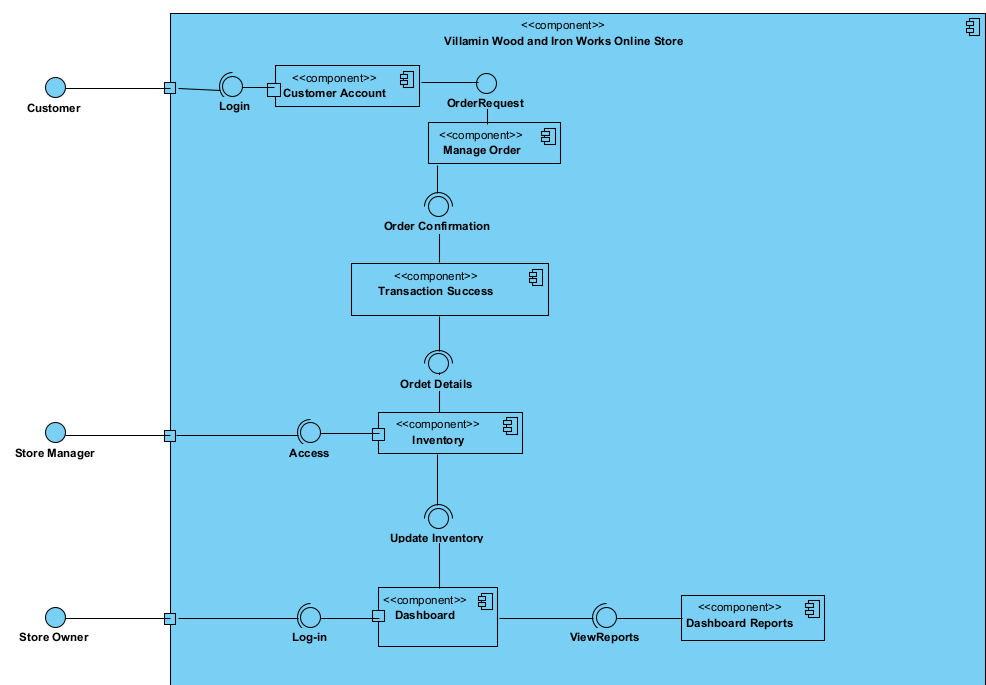 <<component>>
Villamin Wood and Iron Works Online Store
<<component>>
Customer Account
Customer
Login
OrderRequest
<<component>>
Manage Order
Order Confirmation
<<component>>
Transaction Success
Ordet Details
<<component>>
Inventory
Store Manager
Access
Update Inventory
<<component>>
Dashboard
<<component>>
Dashboard Reports
Store Owner
Log-in
ViewReports